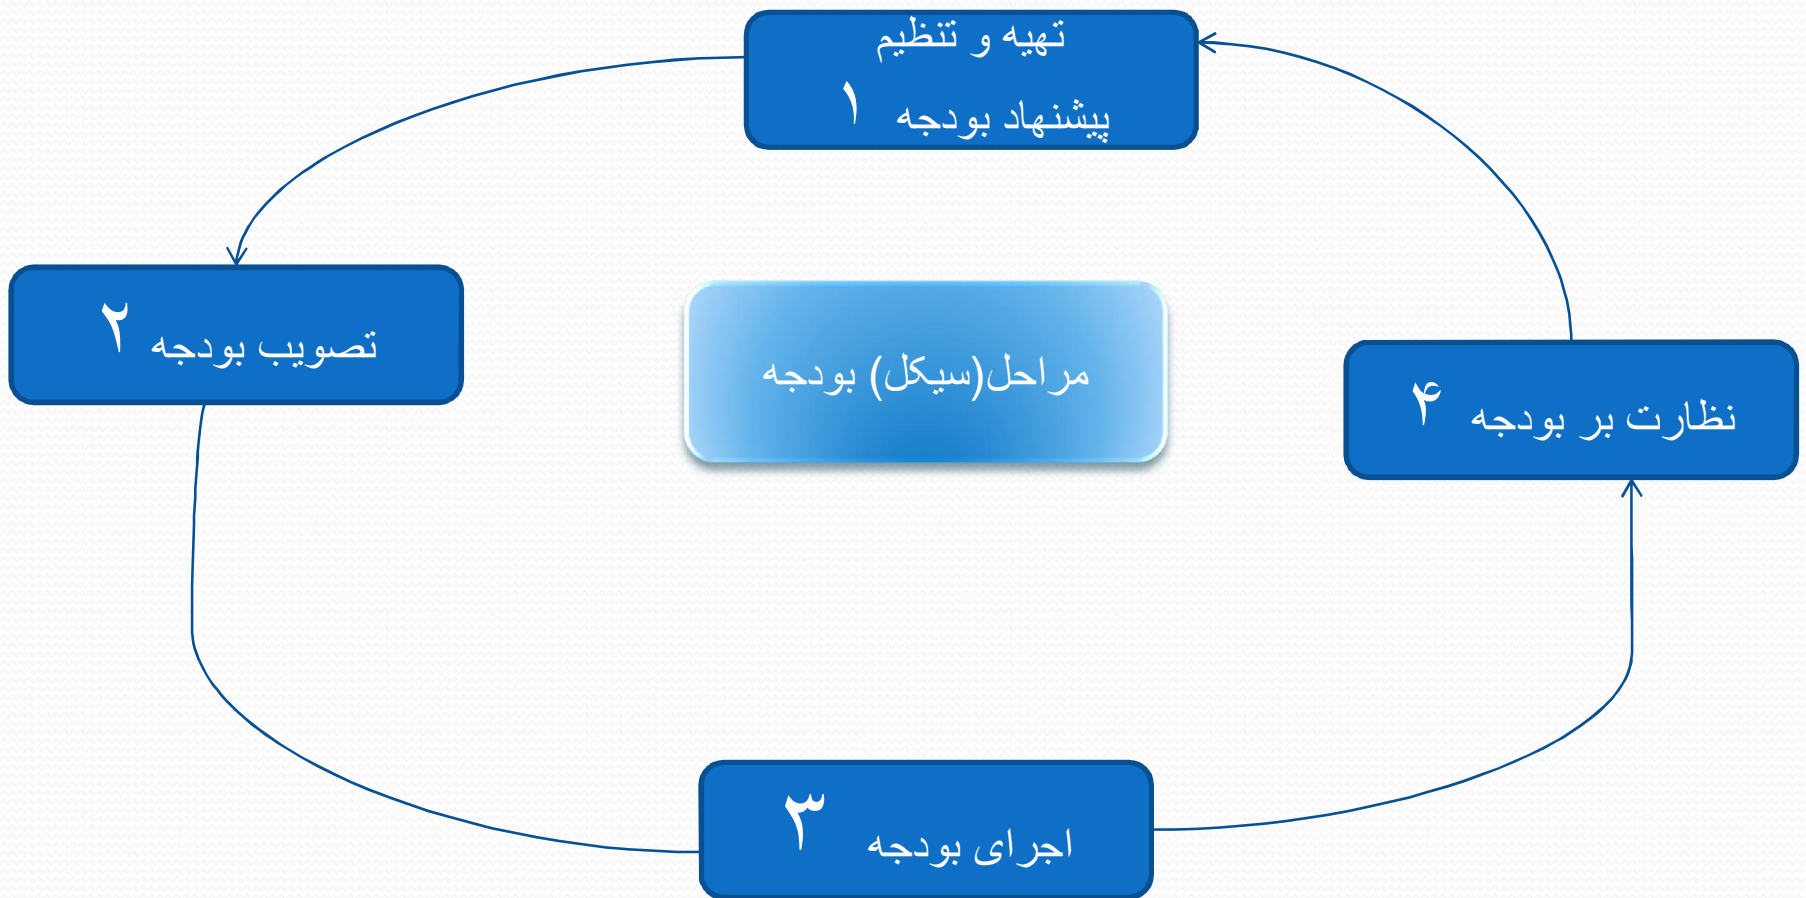 تهیه و تنظیم
پیشنهاد بودجه ۱
تصویب بودجه ۲
مراحل(سیکل) بودجه
نظارت بر بودجه ۴
اجرای بودجه ۳